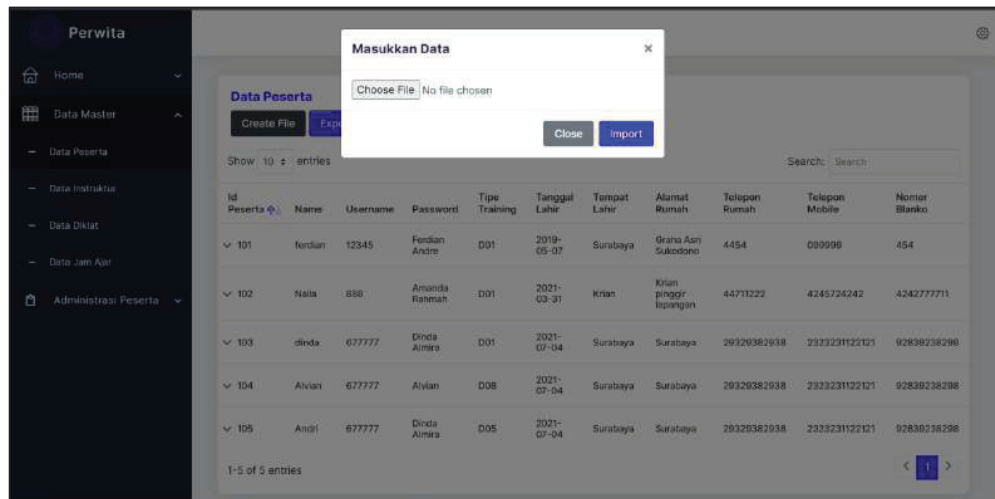 Perwita
Home
Data Master
Data Peserta
Data Instruktur
Data Diklat
Data Jam Ajar
Administrasi Peserta
Masukkan Data ×
Choose File No file chosen
Close Import
Data Peserta
Create File
Show 10 entries
Search: Search
Id Peserta Name Username Password Tipe Training Tanggal Lahir Tempat Lahir Alamat Rumah Telepon Rumah Telepon Mobile Nomor Blanko
101 ferdian 12345 Ferdian Andre D01 2019-05-07 Surabaya Graha Asri Sukodono 4454 099999 454
102 Naila 888 Amanda Rahmah D01 2021-03-31 Krian Krian pinggir lapangan 44711222 4245724242 4242777711
103 dinda 677777 Dinda Almira D01 2021-07-04 Surabaya Surabaya 29329382938 2323231122121 92839238298
104 Alvian 677777 Alvian D08 2021-07-04 Surabaya Surabaya 29329382938 2323231122121 92839238298
105 Andri 677777 Dinda Almira D05 2021-07-04 Surabaya Surabaya 29329382938 2323231122121 92839238298
1-5 of 5 entries
< 1 >